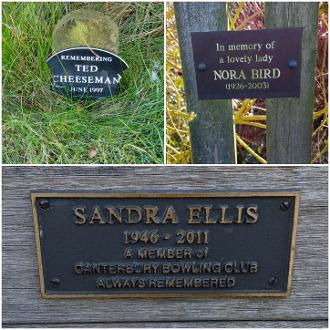 REMEMBERING
TED
CHEESEMAN
JUNE 1997
In memory of
a lovely lady
NORA BIRD
(1926-2003)
SANDRA ELLIS
1946 - 2011
A MEMBER of
CANTERBURY BOWLING CLUB
ALWAYS REMEMBERED